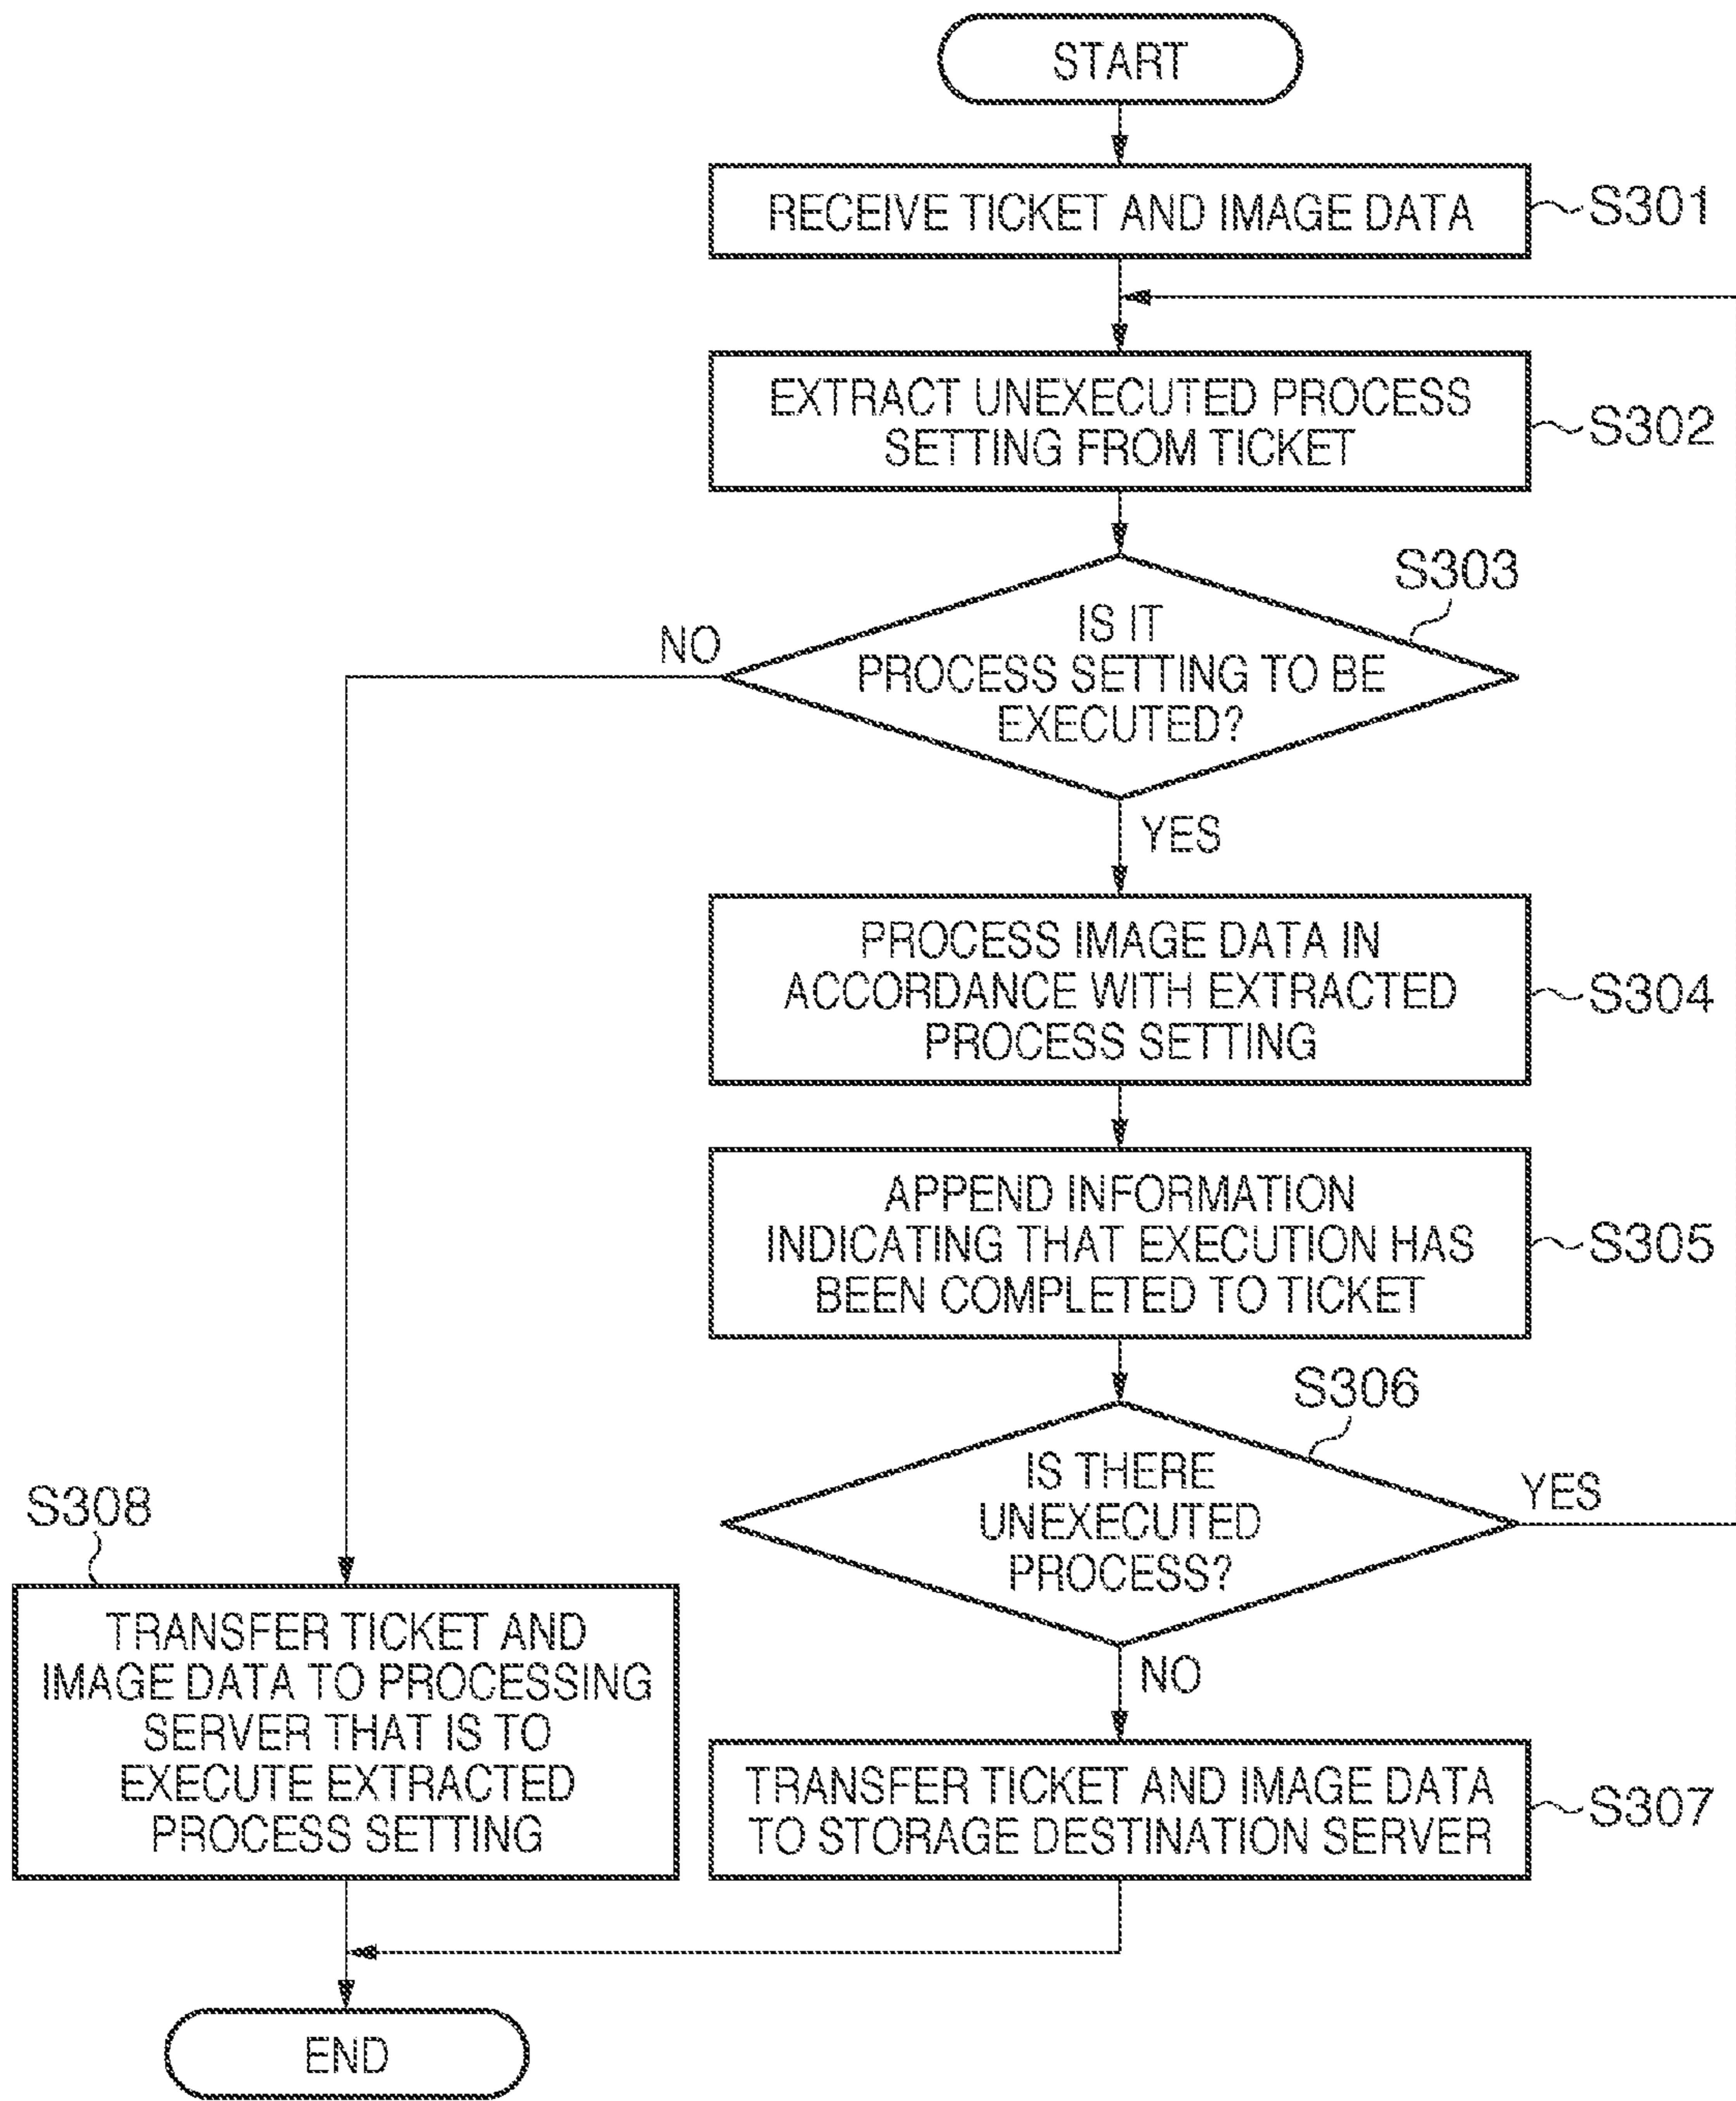 START
RECEIVE TICKET AND IMAGE DATA
S301
EXTRACT UNEXECUTED PROCESS
SETTING FROM TICKET
S302
S303
IS IT
PROCESS SETTING TO BE
EXECUTED?
NO
YES
PROCESS IMAGE DATA IN
ACCORDANCE WITH EXTRACTED
PROCESS SETTING
S304
APPEND INFORMATION
INDICATING THAT EXECUTION HAS
BEEN COMPLETED TO TICKET
S305
S306
IS THERE
UNEXECUTED
PROCESS?
YES
NO
S308
TRANSFER TICKET AND
IMAGE DATA TO PROCESSING
SERVER THAT IS TO
EXECUTE EXTRACTED
PROCESS SETTING
TRANSFER TICKET AND IMAGE DATA
TO STORAGE DESTINATION SERVER
S307
END